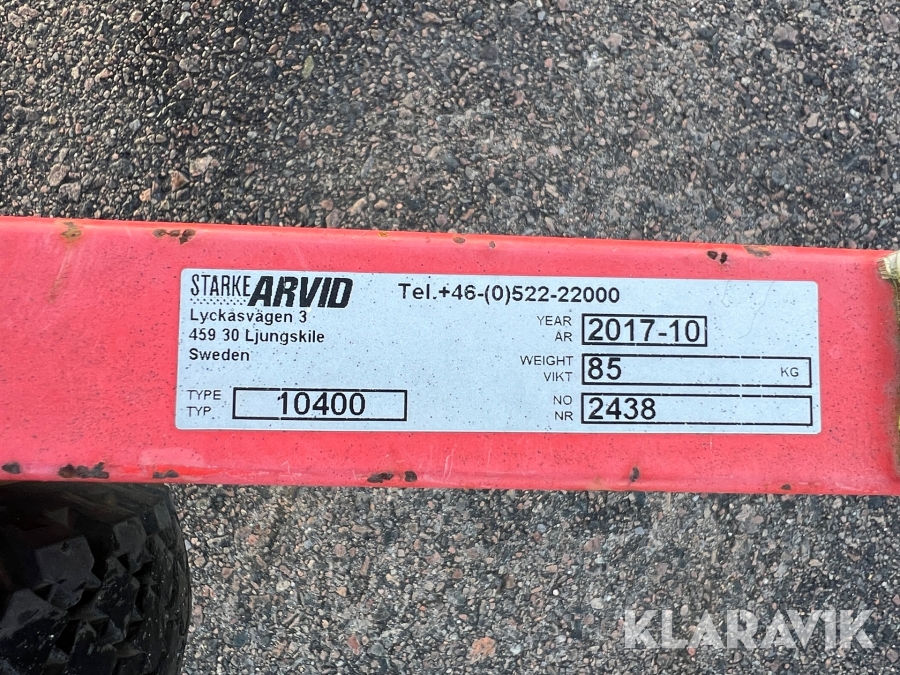 STARKE ARVID
Tel.+46-(0)522-22000
Lyckåsvägen 3
459 30 Ljungskile
Sweden
YEAR
ÅR
2017-10
WEIGHT
VIKT
85 KG
TYPE
TYP
10400
NO
NR
2438
KLARAVIK